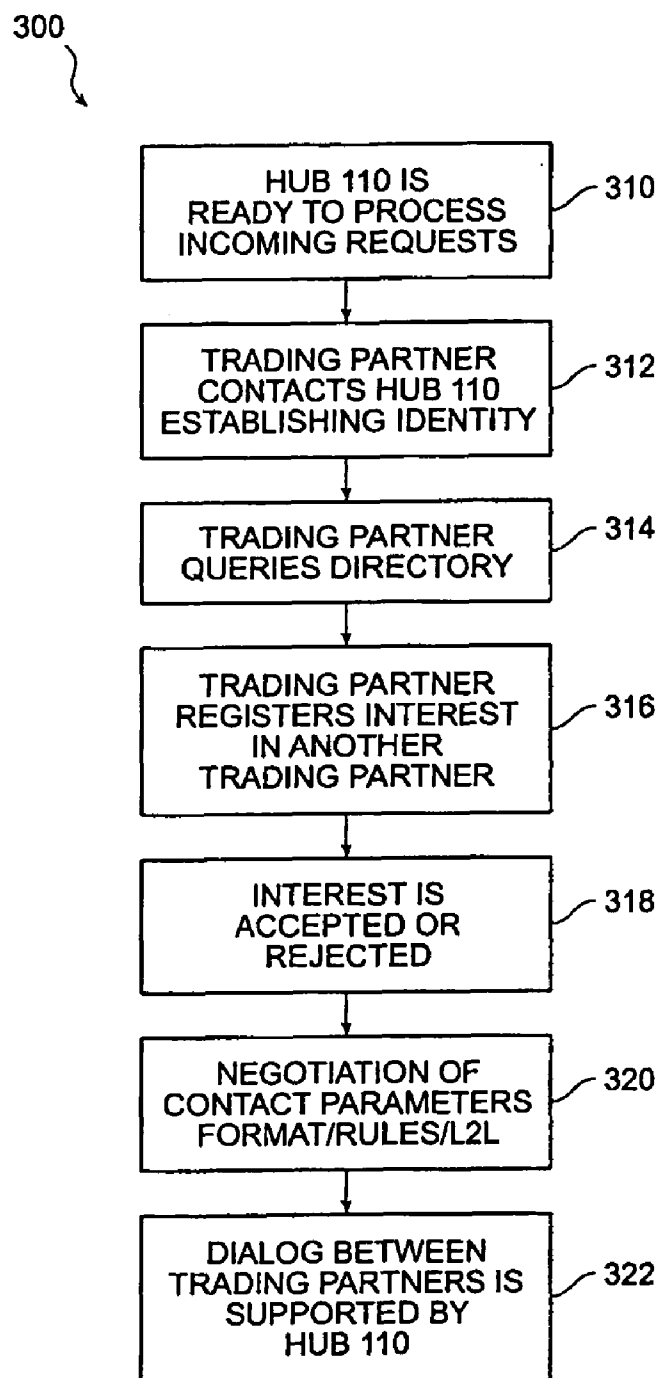 300
HUB 110 IS
READY TO PROCESS
INCOMING REQUESTS
310
TRADING PARTNER
CONTACTS HUB 110
ESTABLISHING IDENTITY
312
TRADING PARTNER
QUERIES DIRECTORY
314
TRADING PARTNER
REGISTERS INTEREST
IN ANOTHER
TRADING PARTNER
316
INTEREST IS
ACCEPTED OR
REJECTED
318
NEGOTIATION OF
CONTACT PARAMETERS
FORMAT/RULES/L2L
320
DIALOG BETWEEN
TRADING PARTNERS IS
SUPPORTED BY
HUB 110
322